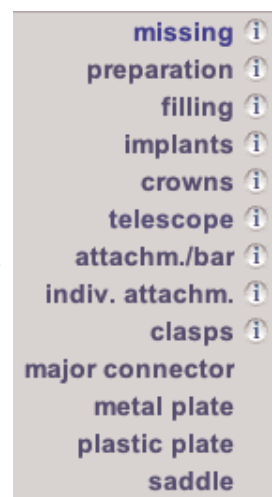 missing
preparation
filling
implants
crowns
telescope
attachm./bar
indiv. attachm.
clasps
major connector
metal plate
plastic plate
saddle